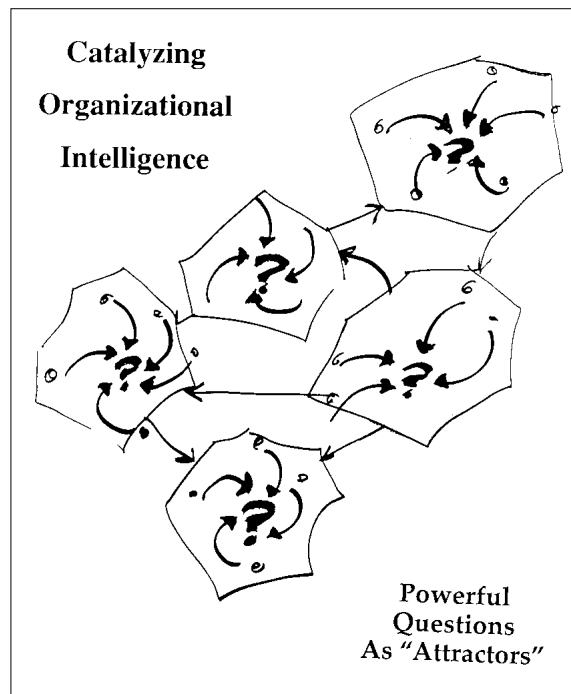 Catalyzing
Organizational
Intelligence
?
?
?
?
?
Powerful
Questions
As “Attractors”